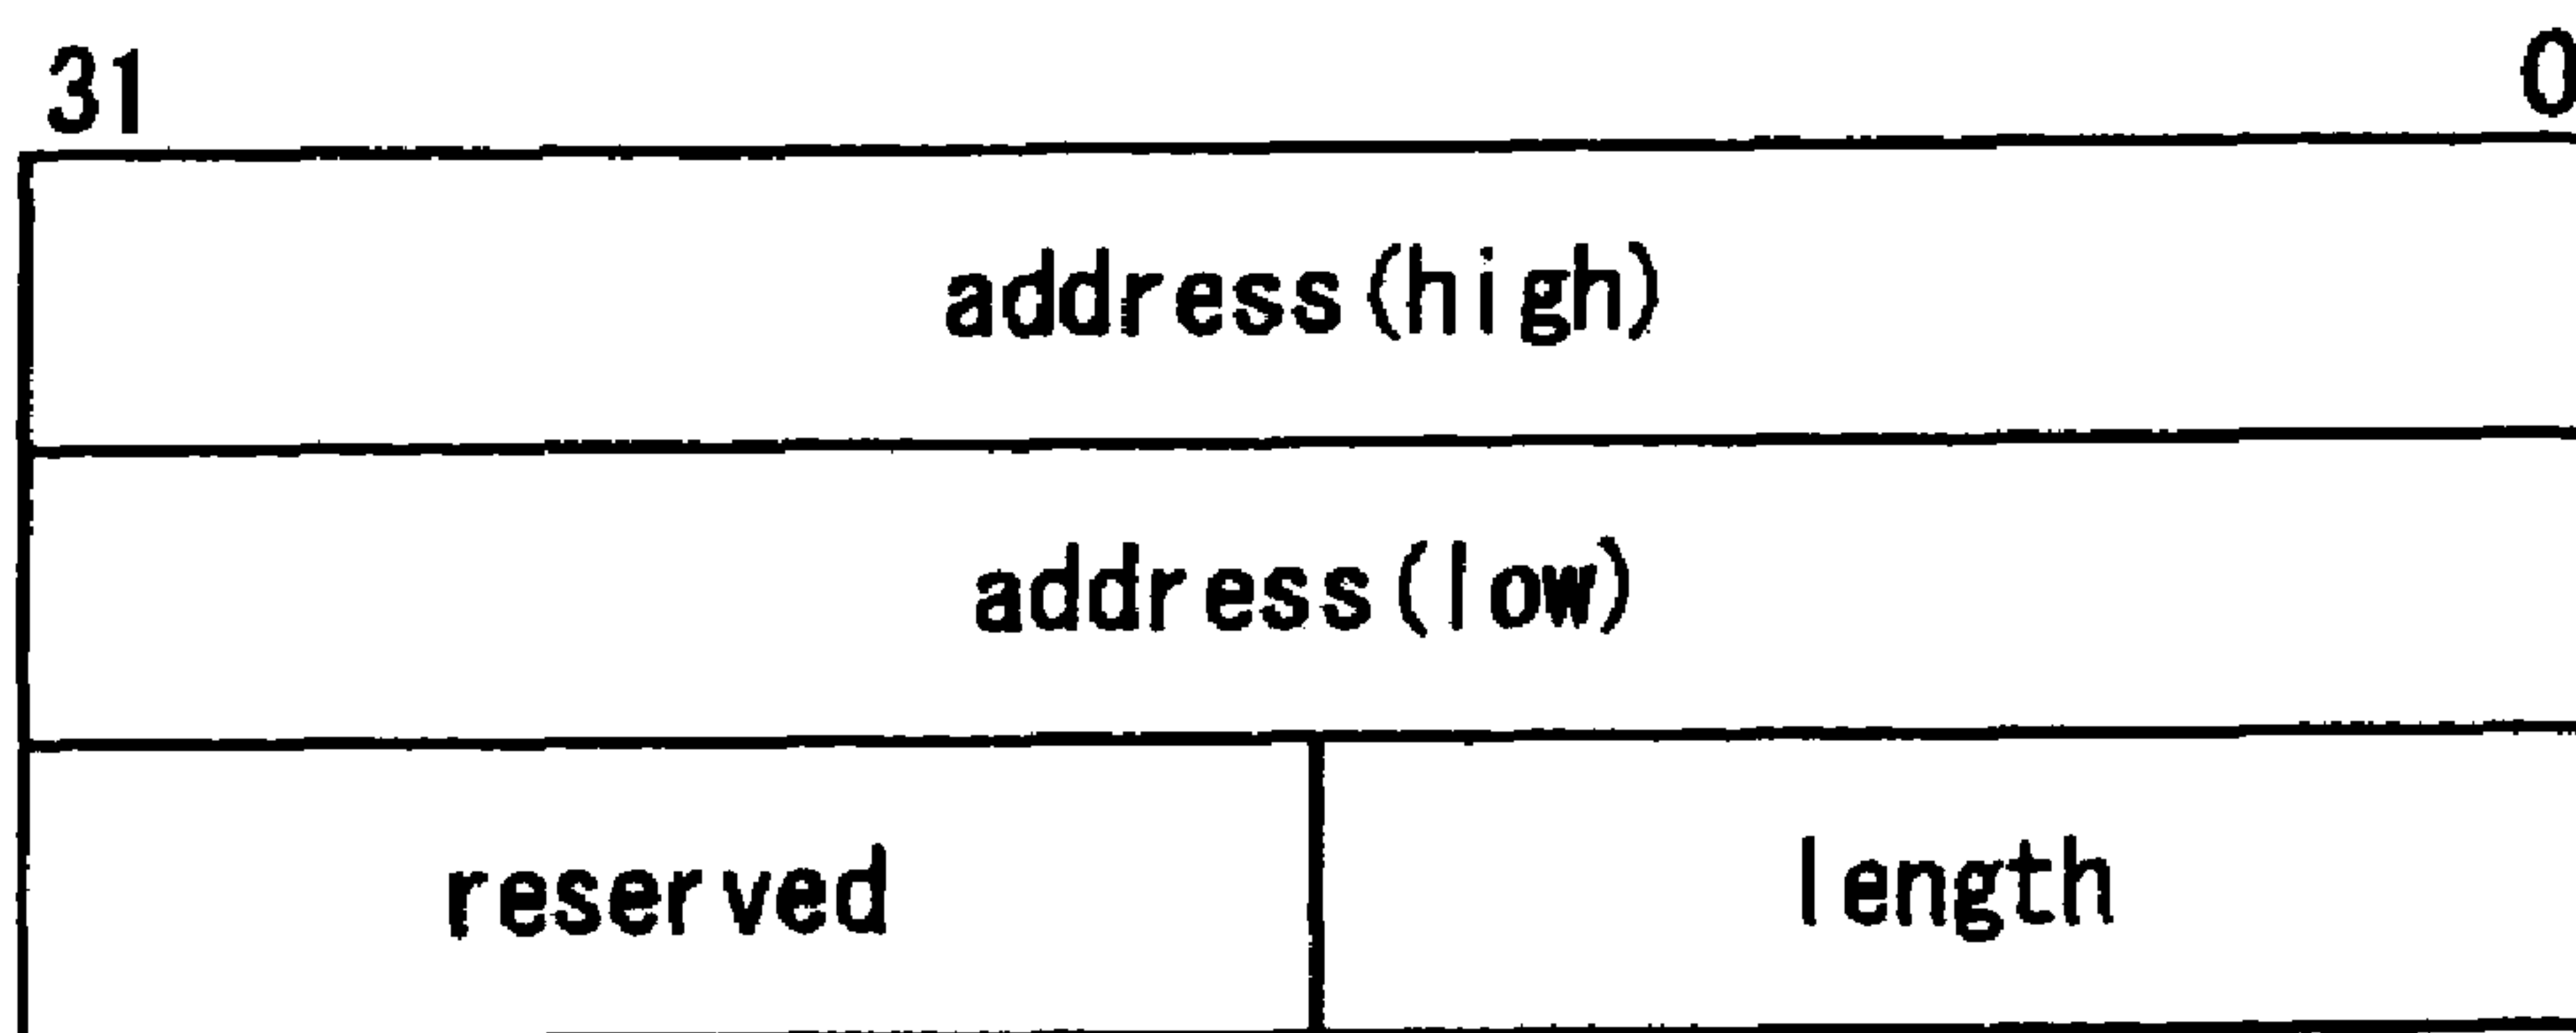 31 0
address(high)
address(low)
reserved length